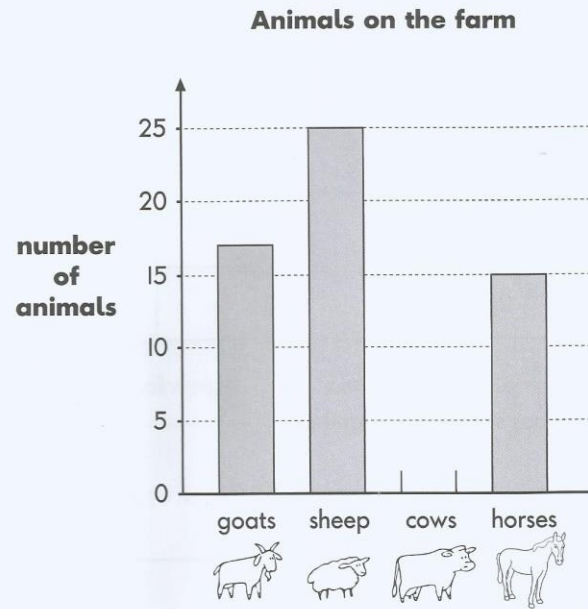 Animals on the farm
25
20
number
of
animals
15
10
5
0
goats sheep cows horses